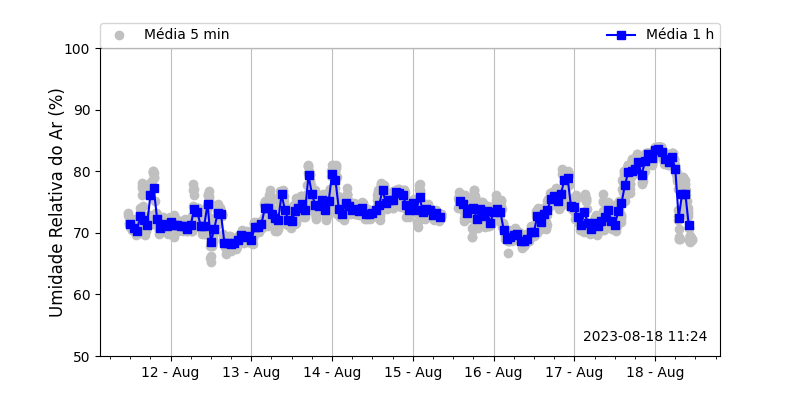 Média 5 min
Média 1 h
Umidade Relativa do Ar (%)
100
90
80
70
60
50
2023-08-18 11:24
12 - Aug
13 - Aug
14 - Aug
15 - Aug
16 - Aug
17 - Aug
18 - Aug